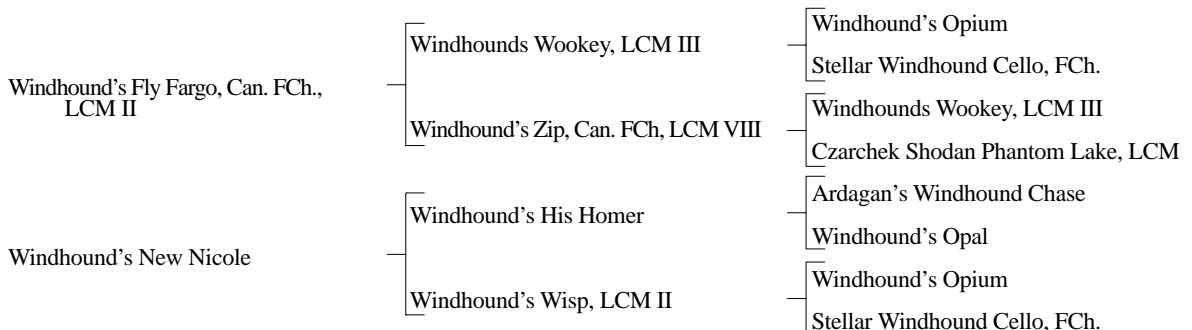 Windhound’s Opium
Windhounds Wookey, LCM III
Stellar Windhound Cello, FCh.
Windhound’s Fly Fargo, Can. FCh.,
LCM II
Windhounds Wookey, LCM III
Windhound’s Zip, Can. FCh, LCM VIII
Czarchek Shodan Phantom Lake, LCM
Ardagan’s Windhound Chase
Windhound’s His Homer
Windhound’s Opal
Windhound’s New Nicole
Windhound’s Opium
Windhound’s Wisp, LCM II
Stellar Windhound Cello, FCh.